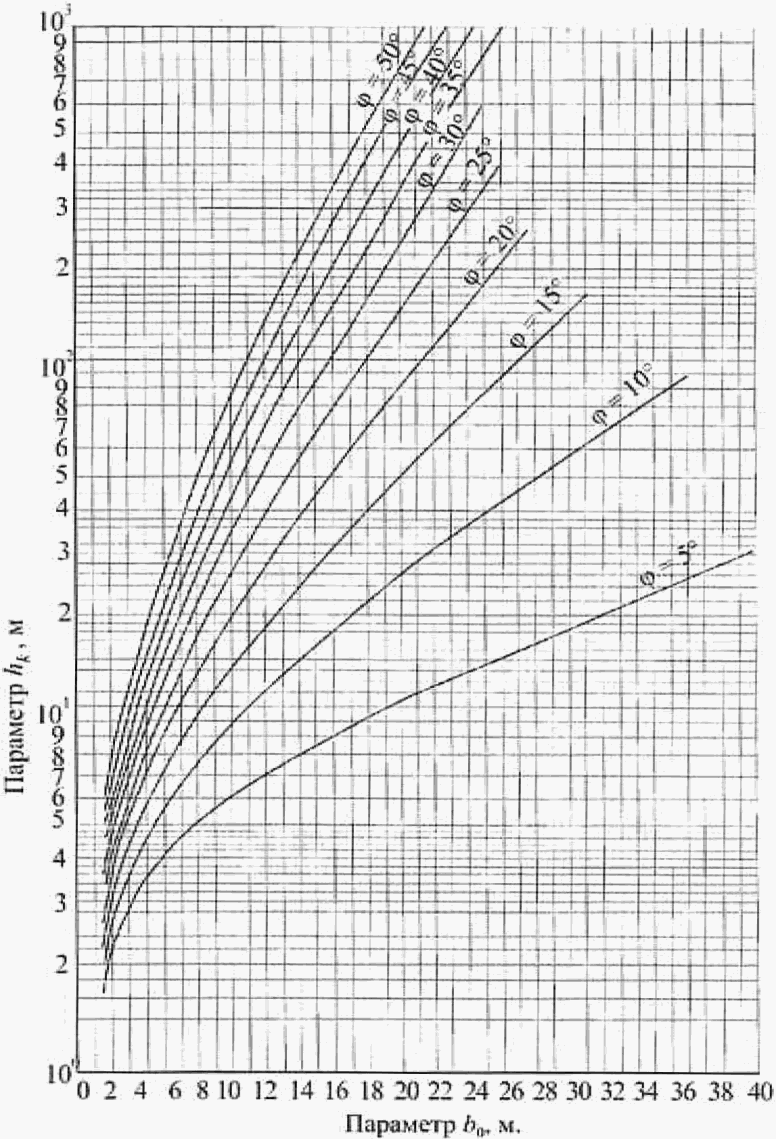 10³
9
8
7
6
5
4
3
2
10²
9
8
7
6
5
4
3
2
10¹
9
8
7
6
5
4
3
2
φ = 50°
φ = 45°
φ = 40°
φ = 35°
φ = 30°
φ = 25°
φ = 20°
φ = 15°
φ = 10°
φ = 5°
Параметр hₖ, м
0 2 4 6 8 10 12 14 16 18 20 22 24 26 28 30 32 34 36 38 40
Параметр b₀, м.